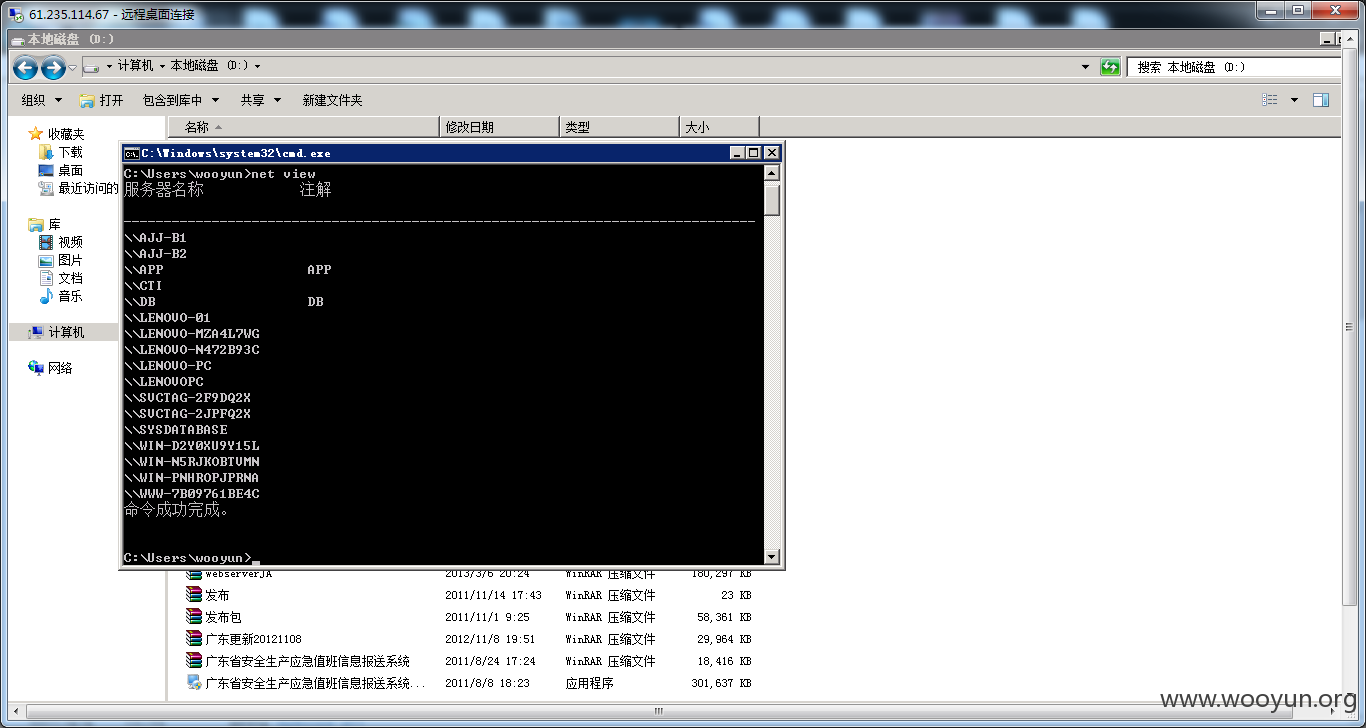 61.235.114.67 - 远程桌面连接
本地磁盘 (D:)
计算机 本地磁盘 (D:)
搜索 本地磁盘 (D:)
组织 打开 包含到库中 共享 新建文件夹
名称 修改日期 类型 大小
收藏夹
下载
桌面
最近访问的
库
视频
图片
文档
音乐
计算机
网络
C:\Windows\system32\cmd.exe
C:\Users\wooyun>net view
服务器名称 注解
-------------------------------------------------------------------------------
\\AJJ-B1
\\AJJ-B2
\\APP APP
\\CTI
\\DB DB
\\LENOVO-01
\\LENOVO-MZA4L7WG
\\LENOVO-N472B93C
\\LENOVO-PC
\\LENOVOPC
\\SVCTAG-2F9DQ2X
\\SVCTAG-2JPFQ2X
\\SYSDATABASE
\\WIN-D2Y0XU9Y15L
\\WIN-N5RJKOBTVMN
\\WIN-PNHROPJPRNA
\\WWW-7B09761BE4C
命令成功完成。
C:\Users\wooyun>
webserverJA 2013/3/6 20:24 WinRAR 压缩文件 180,297 KB
发布 2011/11/14 17:43 WinRAR 压缩文件 23 KB
发布包 2011/11/1 9:25 WinRAR 压缩文件 58,361 KB
广东更新20121108 2012/11/8 19:51 WinRAR 压缩文件 29,964 KB
广东省安全生产应急值班信息报送系统 2011/8/24 17:24 WinRAR 压缩文件 18,416 KB
广东省安全生产应急值班信息报送系统... 2011/8/8 18:23 应用程序 301,637 KB
www.wooyun.org